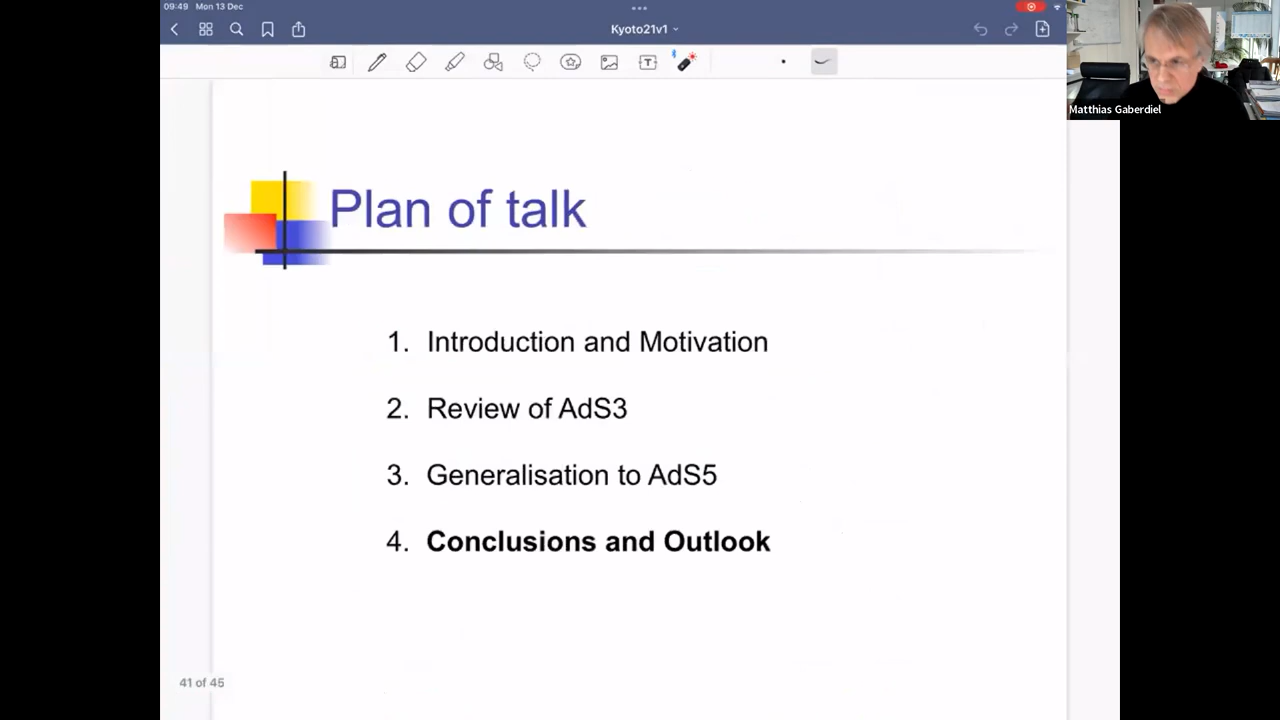 09:49 Mon 13 Dec
Kyoto21v1
T
Matthias Gaberdiel
Plan of talk
1. Introduction and Motivation
2. Review of AdS3
3. Generalisation to AdS5
4. Conclusions and Outlook
41 of 45